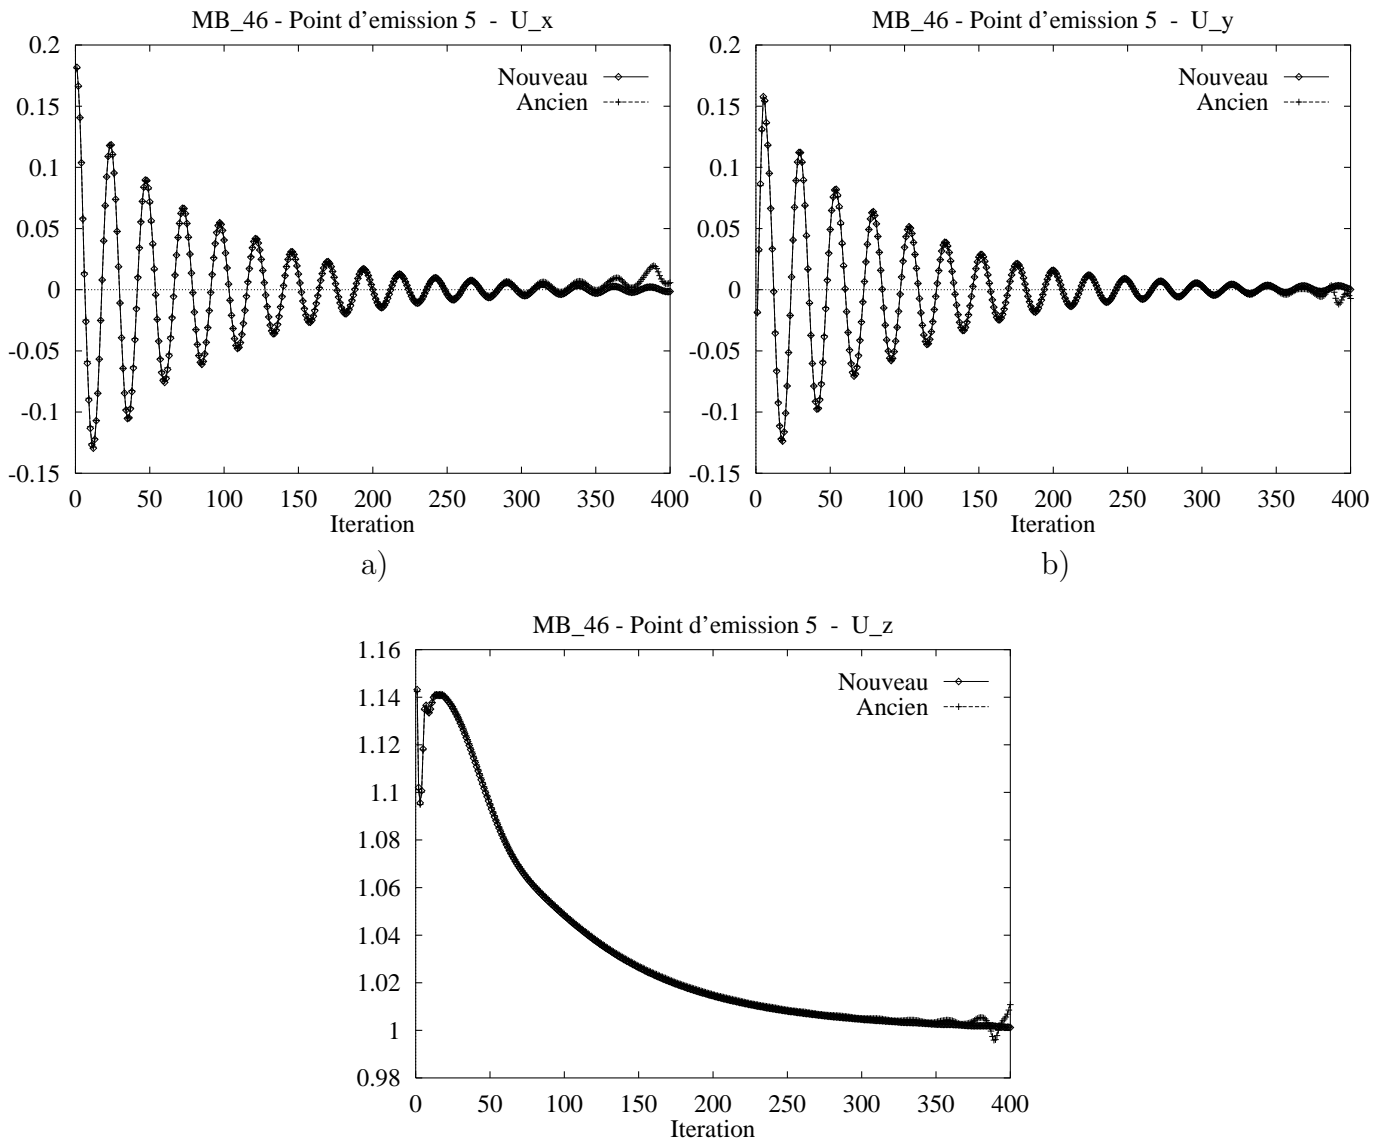 MB_46 - Point d'emission 5 - U_x
0.2
0.15
0.1
0.05
0
-0.05
-0.1
-0.15
Nouveau
Ancien
0 50 100 150 200 250 300 350 400
Iteration
a)
MB_46 - Point d'emission 5 - U_y
0.2
0.15
0.1
0.05
0
-0.05
-0.1
-0.15
Nouveau
Ancien
0 50 100 150 200 250 300 350 400
Iteration
b)
MB_46 - Point d'emission 5 - U_z
1.16
1.14
1.12
1.1
1.08
1.06
1.04
1.02
1
0.98
Nouveau
Ancien
0 50 100 150 200 250 300 350 400
Iteration